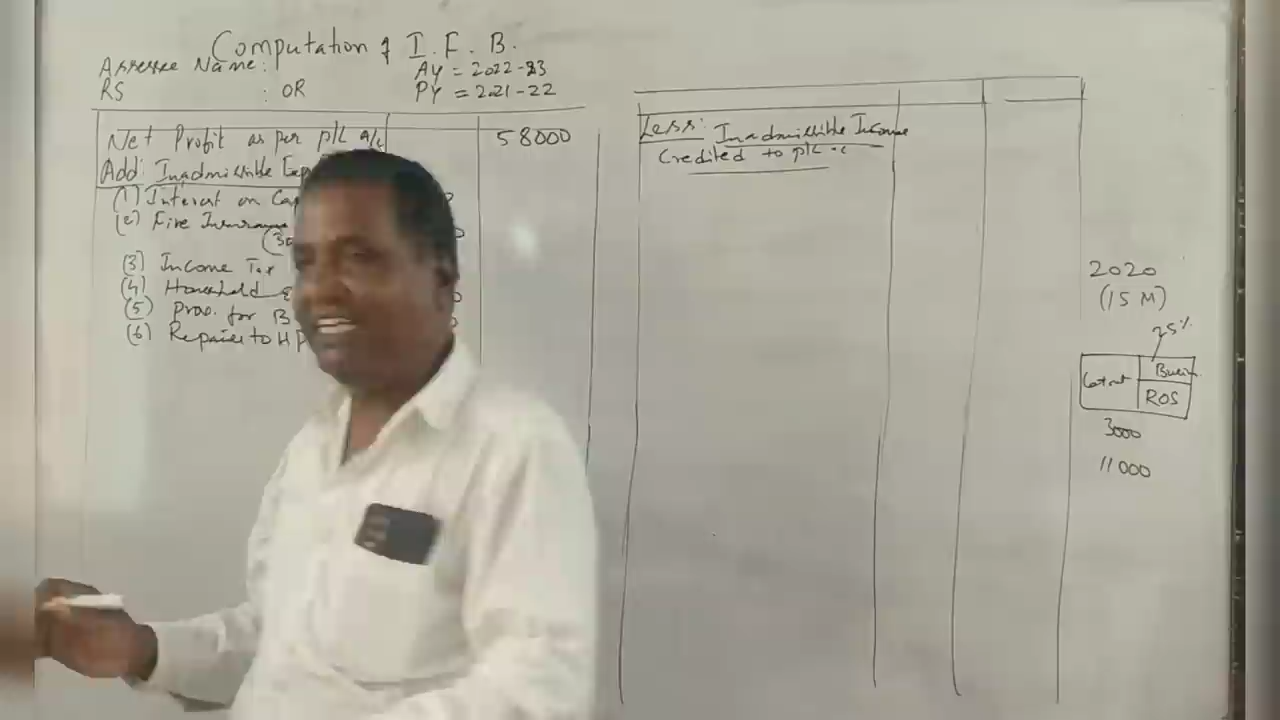 Computation of I. F. B.
Assessee Name :
AY = 2022-23
RS : OR
PY = 2021-22
Net Profit as per P/L a/c
58000
Add: Inadmissible Exp
(1) Interest on Cap
(2) Fire Insurance
(3) Income Tax
(4) Household
(5) Prov. for B
(6) Repairs to HP
Less: Inadmissible Income
Credited to P/L a/c
2020
(15 M)
25%
Busin
ROS
3000
11000